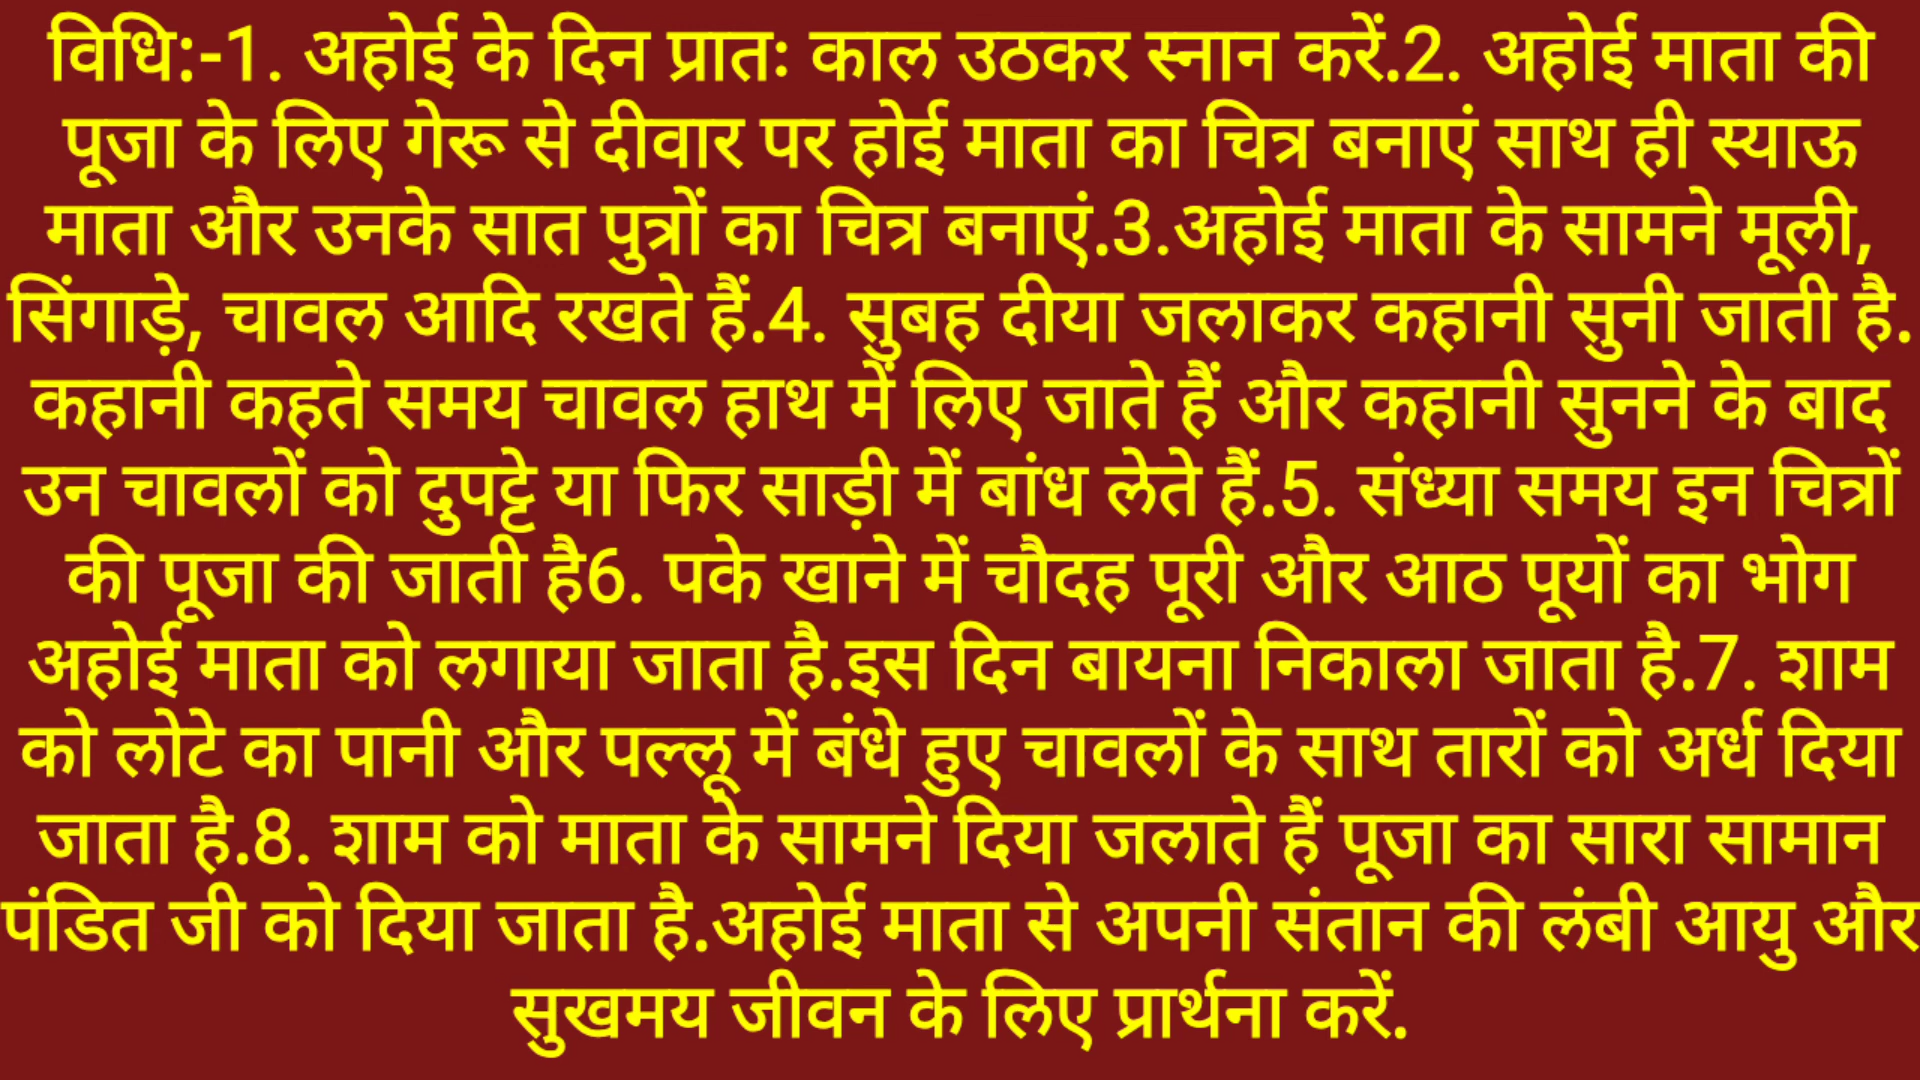 विधि:-1. अहोई के दिन प्रातः काल उठकर स्नान करें.2. अहोई माता की
पूजा के लिए गेरू से दीवार पर होई माता का चित्र बनाएं साथ ही स्याऊ
माता और उनके सात पुत्रों का चित्र बनाएं.3.अहोई माता के सामने मूली,
सिंगाड़े, चावल आदि रखते हैं.4. सुबह दीया जलाकर कहानी सुनी जाती है.
कहानी कहते समय चावल हाथ में लिए जाते हैं और कहानी सुनने के बाद
उन चावलों को दुपट्टे या फिर साड़ी में बांध लेते हैं.5. संध्या समय इन चित्रों
की पूजा की जाती है6. पके खाने में चौदह पूरी और आठ पूयों का भोग
अहोई माता को लगाया जाता है.इस दिन बायना निकाला जाता है.7. शाम
को लोटे का पानी और पल्लू में बंधे हुए चावलों के साथ तारों को अर्ध दिया
जाता है.8. शाम को माता के सामने दिया जलाते हैं पूजा का सारा सामान
पंडित जी को दिया जाता है.अहोई माता से अपनी संतान की लंबी आयु और
सुखमय जीवन के लिए प्रार्थना करें.